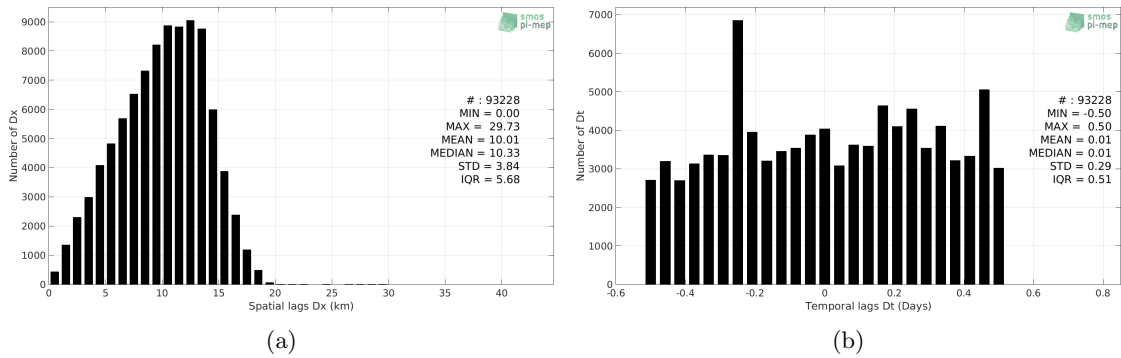 smos
pi-mep
9000
8000
7000
6000
5000
4000
3000
2000
1000
0
Number of Dx
# : 93228
MIN = 0.00
MAX = 29.73
MEAN = 10.01
MEDIAN = 10.33
STD = 3.84
IQR = 5.68
0 5 10 15 20 25 30 35 40
Spatial lags Dx (km)
(a)
smos
pi-mep
7000
6000
5000
4000
3000
2000
1000
0
Number of Dt
# : 93228
MIN = -0.50
MAX = 0.50
MEAN = 0.01
MEDIAN = 0.01
STD = 0.29
IQR = 0.51
-0.6 -0.4 -0.2 0 0.2 0.4 0.6 0.8
Temporal lags Dt (Days)
(b)